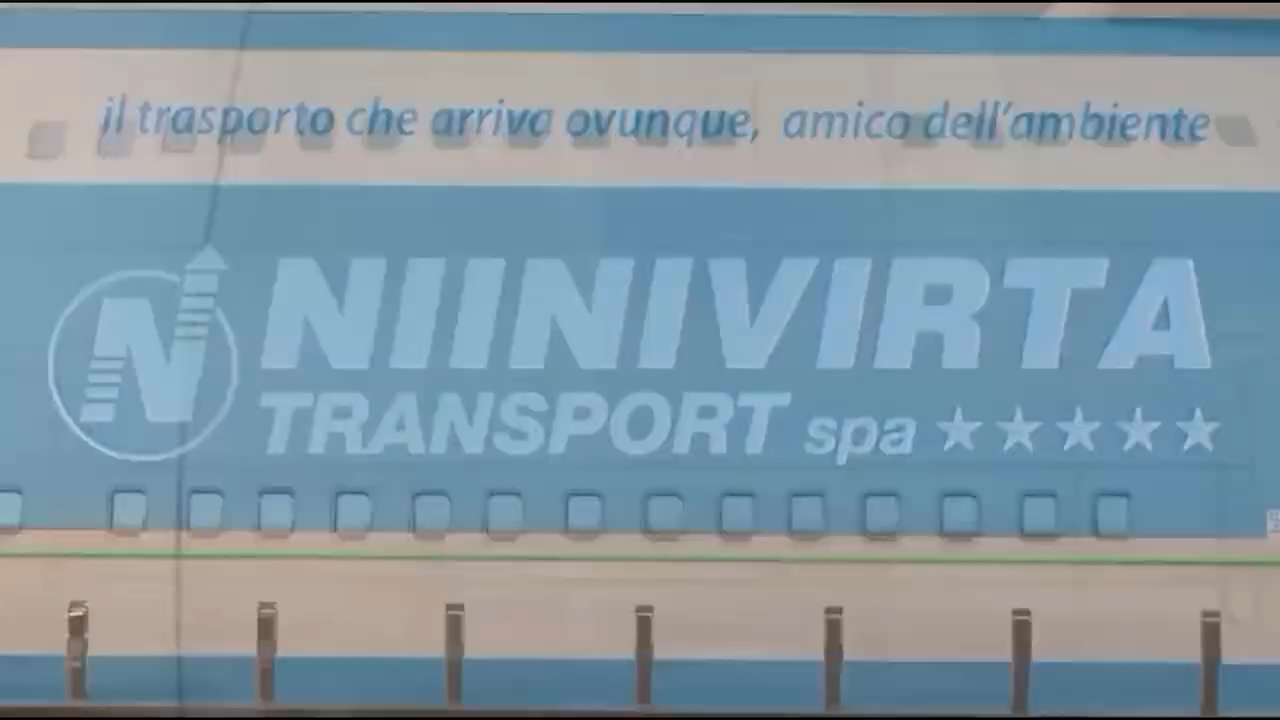 il trasporto che arriva ovunque, amico dell'ambiente
N NIINIVIRTA
TRANSPORT spa